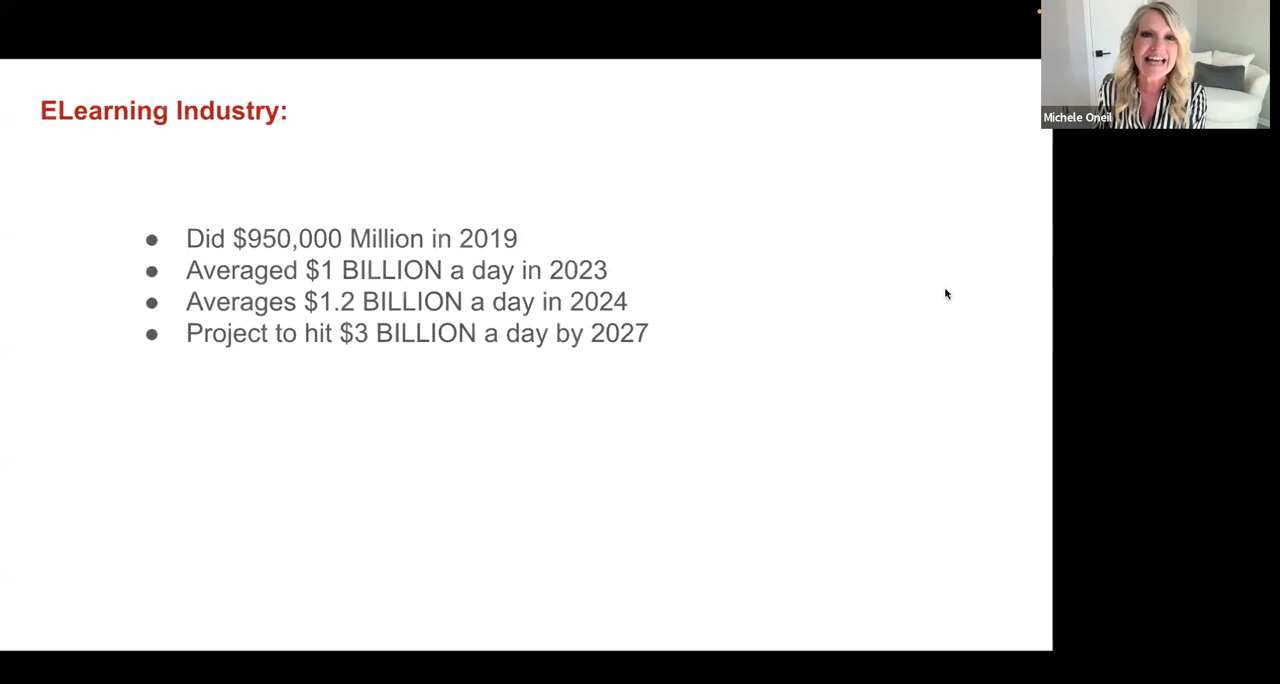 Michele Oneil
ELearning Industry:
● Did $950,000 Million in 2019
● Averaged $1 BILLION a day in 2023
● Averages $1.2 BILLION a day in 2024
● Project to hit $3 BILLION a day by 2027